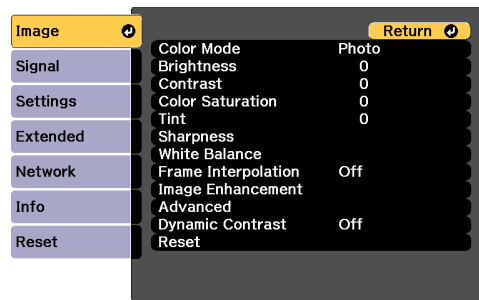 Image
Signal
Settings
Extended
Network
Info
Reset
Return
Color Mode Photo
Brightness 0
Contrast 0
Color Saturation 0
Tint 0
Sharpness
White Balance
Frame Interpolation Off
Image Enhancement
Advanced
Dynamic Contrast Off
Reset